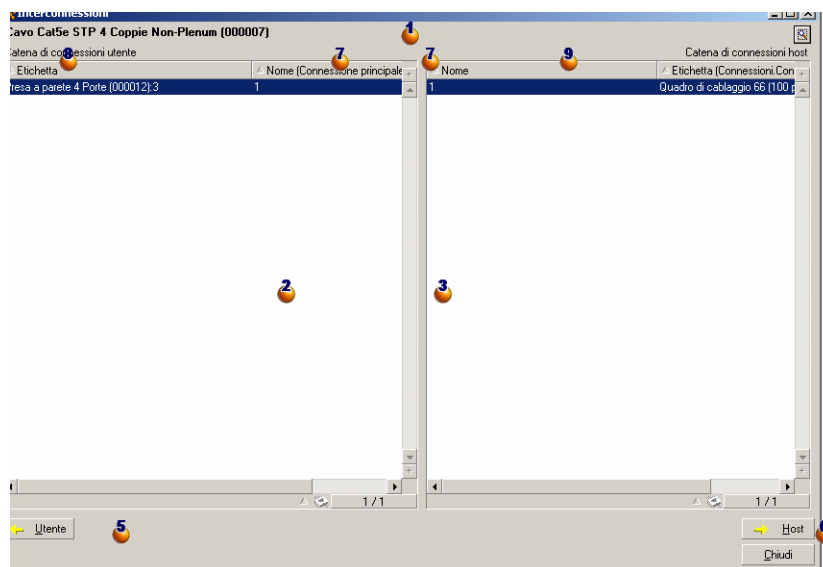 Interconnessioni
Cavo Cat5e STP 4 Coppie Non-Plenum (000007)
1
Catena di connessioni utente
Catena di connessioni host
8
7
7
9
Etichetta
Nome (Connessione principale
Nome
Etichetta (Connessioni.Con
Presa a parete 4 Porte (000012):3
1
1
Quadro di cablaggio 66 (100 p
2
3
1 / 1
1 / 1
Utente
5
Host
Chiudi